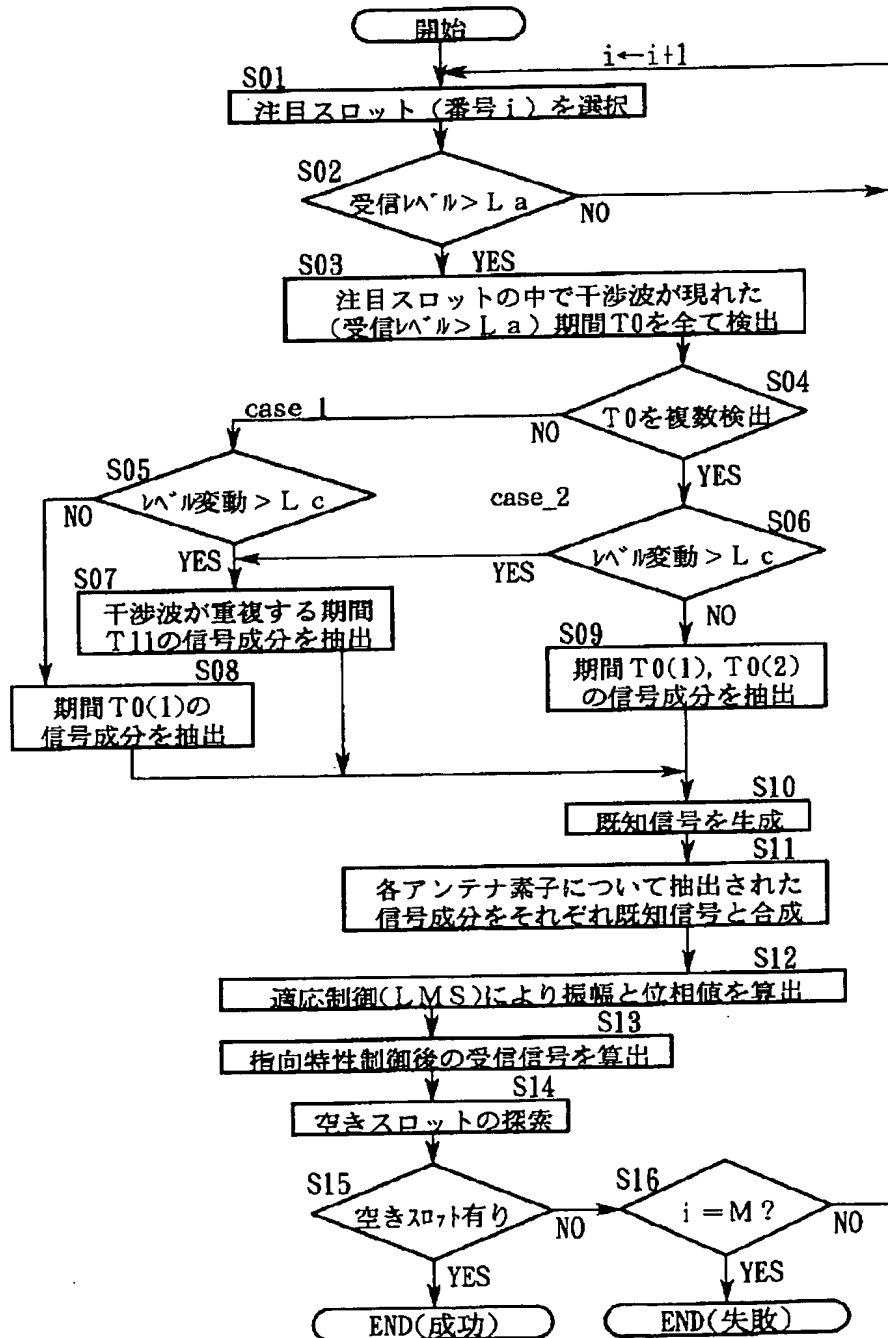 開始
i←i+1
S01
注目スロット（番号ｉ）を選択
S02
受信ﾚﾍﾞﾙ＞Ｌａ
NO
YES
S03
注目スロットの中で干渉波が現れた
（受信ﾚﾍﾞﾙ＞Ｌａ）期間T0を全て検出
S04
T0を複数検出
case_1
NO
YES
S05
ﾚﾍﾞﾙ変動＞Ｌｃ
NO
YES
case_2
S06
ﾚﾍﾞﾙ変動＞Ｌｃ
YES
NO
S07
干渉波が重複する期間
T11の信号成分を抽出
S08
期間T0(1)の
信号成分を抽出
S09
期間T0(1), T0(2)
の信号成分を抽出
S10
既知信号を生成
S11
各アンテナ素子について抽出された
信号成分をそれぞれ既知信号と合成
S12
適応制御(LMS)により振幅と位相値を算出
S13
指向特性制御後の受信信号を算出
S14
空きスロットの探索
S15
空きｽﾛｯﾄ有り
NO
YES
S16
ｉ＝Ｍ？
NO
YES
END(成功)
END(失敗)